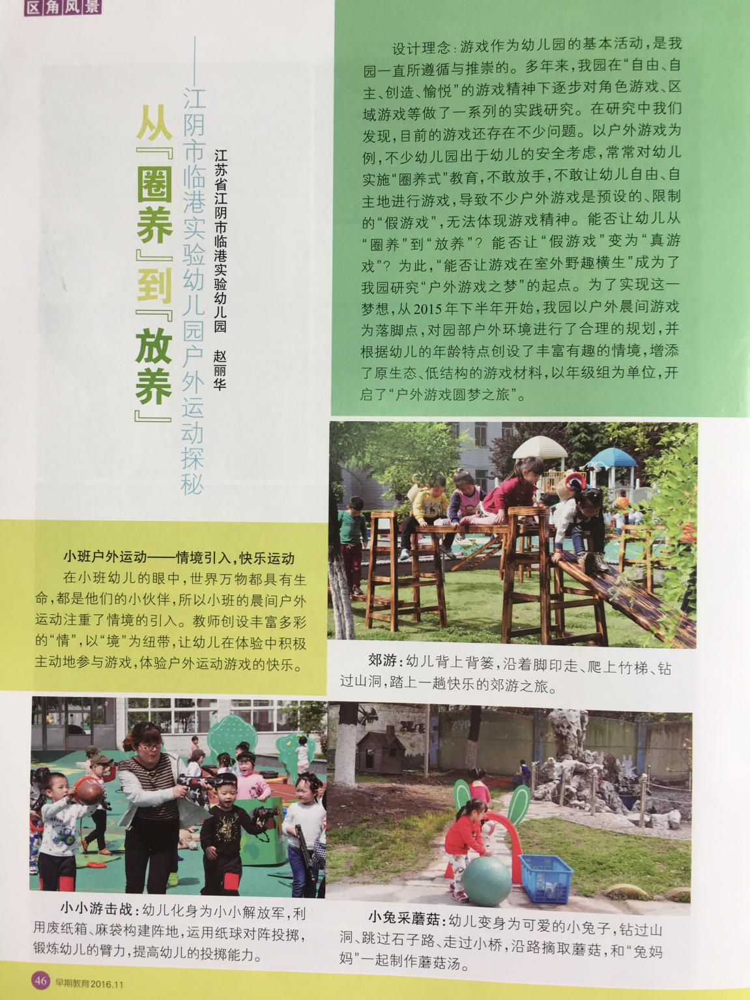 区角风景
从『圈养』到『放养』
——江阴市临港实验幼儿园户外运动探秘
江苏省江阴市临港实验幼儿园 赵丽华
设计理念:游戏作为幼儿园的基本活动,是我
园一直所遵循与推崇的。多年来,我园在“自由、自
主、创造、愉悦”的游戏精神下逐步对角色游戏、区
域游戏等做了一系列的实践研究。在研究中我们
发现,目前的游戏还存在不少问题。以户外游戏为
例,不少幼儿园出于幼儿的安全考虑,常常对幼儿
实施“圈养式”教育,不敢放手,不敢让幼儿自由、自
主地进行游戏,导致不少户外游戏是预设的、限制
的“假游戏”,无法体现游戏精神。能否让幼儿从
“圈养”到“放养”?能否让“假游戏”变为“真游
戏”?为此,“能否让游戏在室外野趣横生”成为了
我园研究“户外游戏之梦”的起点。为了实现这一
梦想,从2015年下半年开始,我园以户外晨间游戏
为落脚点,对园部户外环境进行了合理的规划,并
根据幼儿的年龄特点创设了丰富有趣的情境,增添
了原生态、低结构的游戏材料,以年级组为单位,开
启了“户外游戏圆梦之旅”。
小班户外运动——情境引入,快乐运动
在小班幼儿的眼中,世界万物都具有生
命,都是他们的小伙伴,所以小班的晨间户外
运动注重了情境的引入。教师创设丰富多彩
的“情”,以“境”为纽带,让幼儿在体验中积极
主动地参与游戏,体验户外运动游戏的快乐。
郊游:幼儿背上背篓,沿着脚印走、爬上竹梯、钻
过山洞,踏上一趟快乐的郊游之旅。
小小游击战:幼儿化身为小小解放军,利
用废纸箱、麻袋构建阵地,运用纸球对阵投掷,
锻炼幼儿的臂力,提高幼儿的投掷能力。
小兔采蘑菇:幼儿变身为可爱的小兔子,钻过山
洞、跳过石子路、走过小桥,沿路摘取蘑菇,和“兔妈
妈”一起制作蘑菇汤。
46 早期教育2016.11